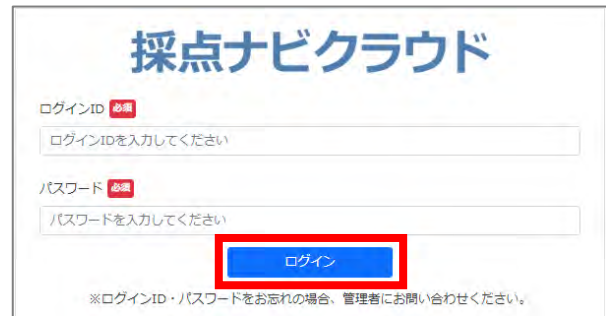 採点ナビクラウド
ログインID 必須
ログインIDを入力してください
パスワード 必須
パスワードを入力してください
ログイン
※ログインID・パスワードをお忘れの場合、管理者にお問い合わせください。